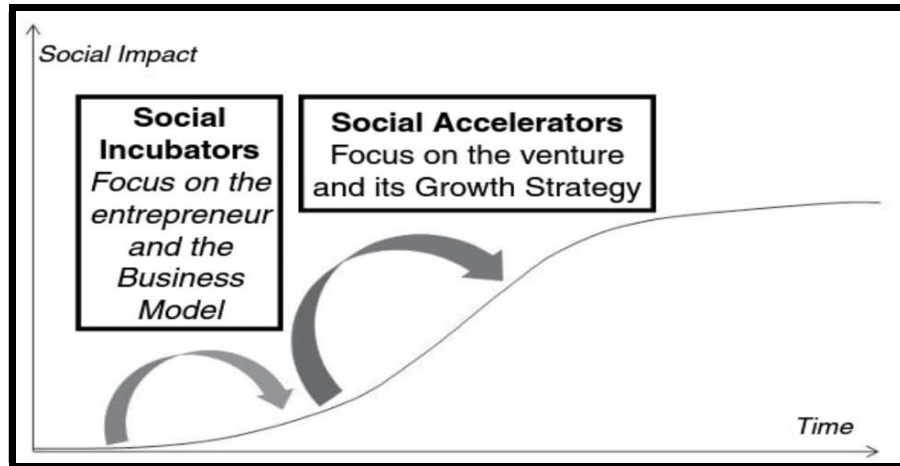 Social Impact
Social
Incubators
Focus on the
entrepreneur
and the
Business
Model
Social Accelerators
Focus on the venture
and its Growth Strategy
Time